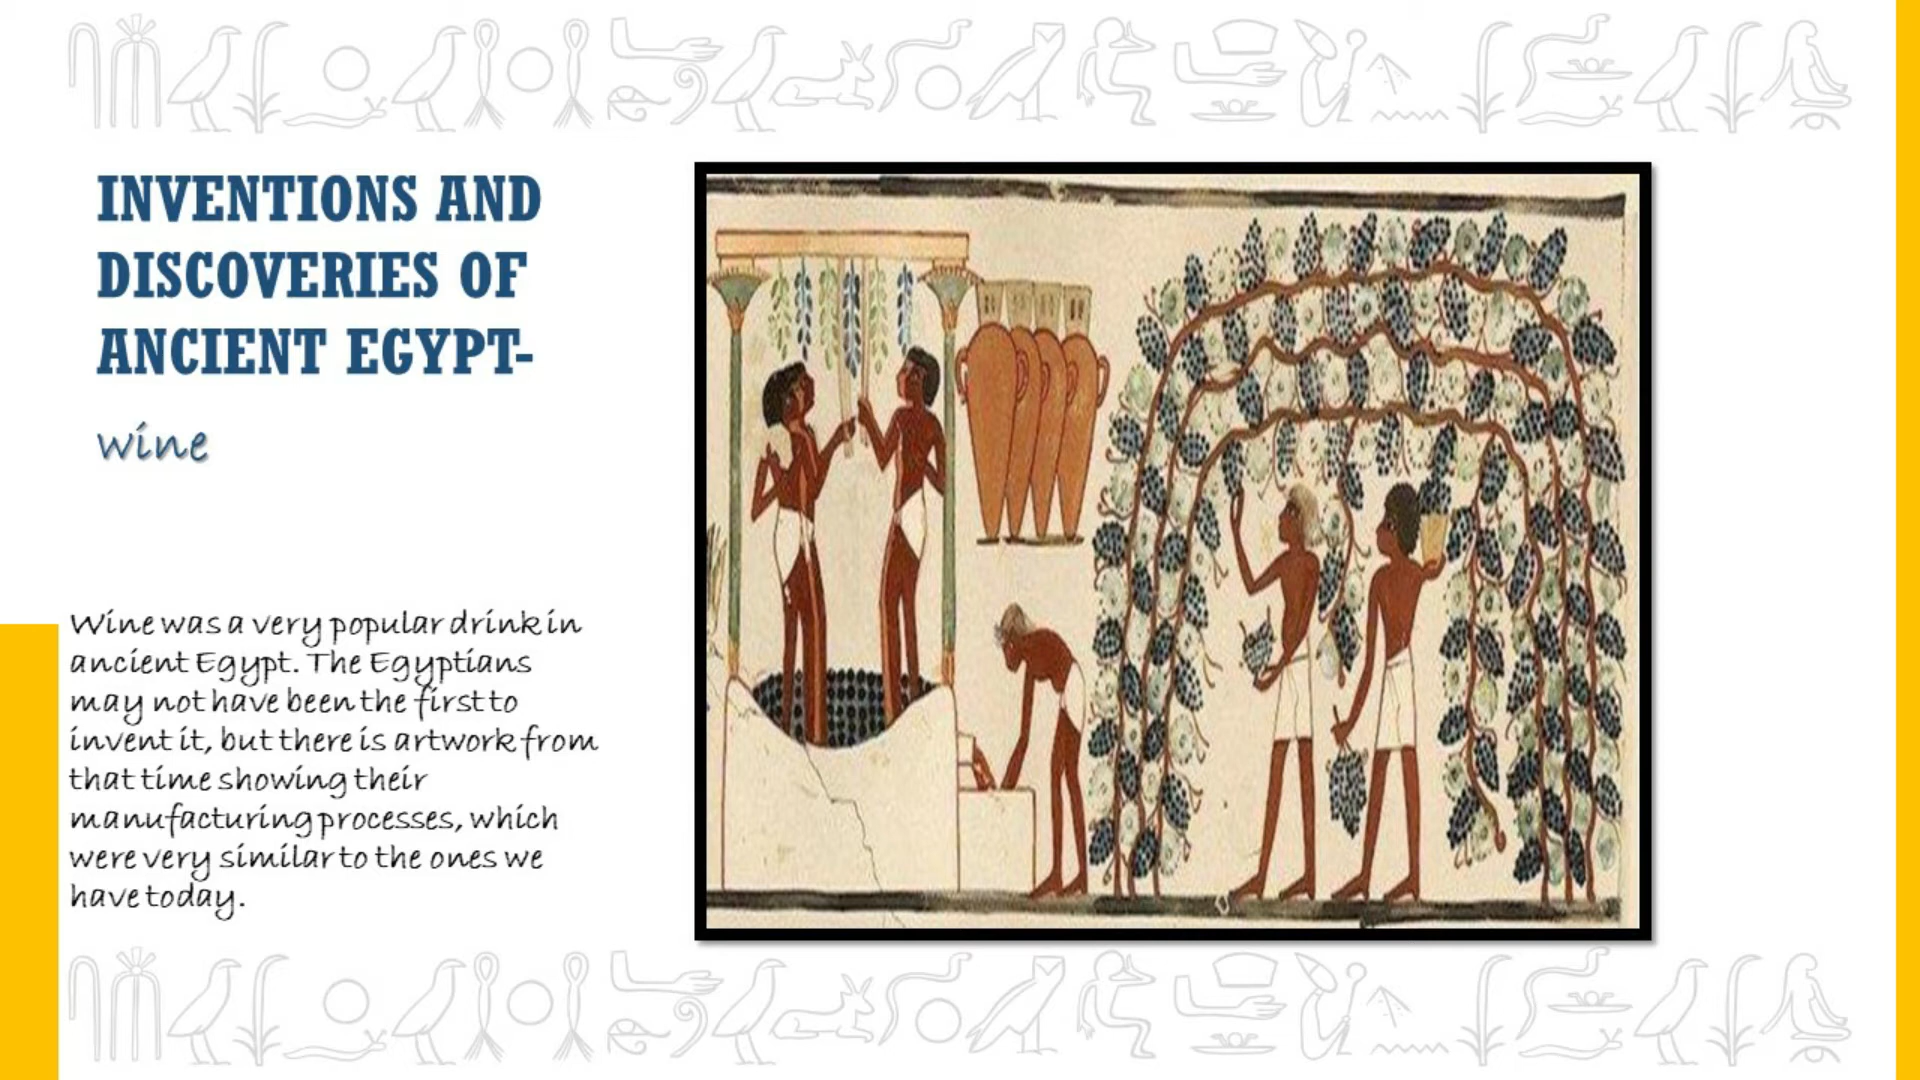 INVENTIONS AND
DISCOVERIES OF
ANCIENT EGYPT-
wine
Wine was a very popular drink in
ancient Egypt. The Egyptians
may not have been the first to
invent it, but there is artwork from
that time showing their
manufacturing processes, which
were very similar to the ones we
have today.